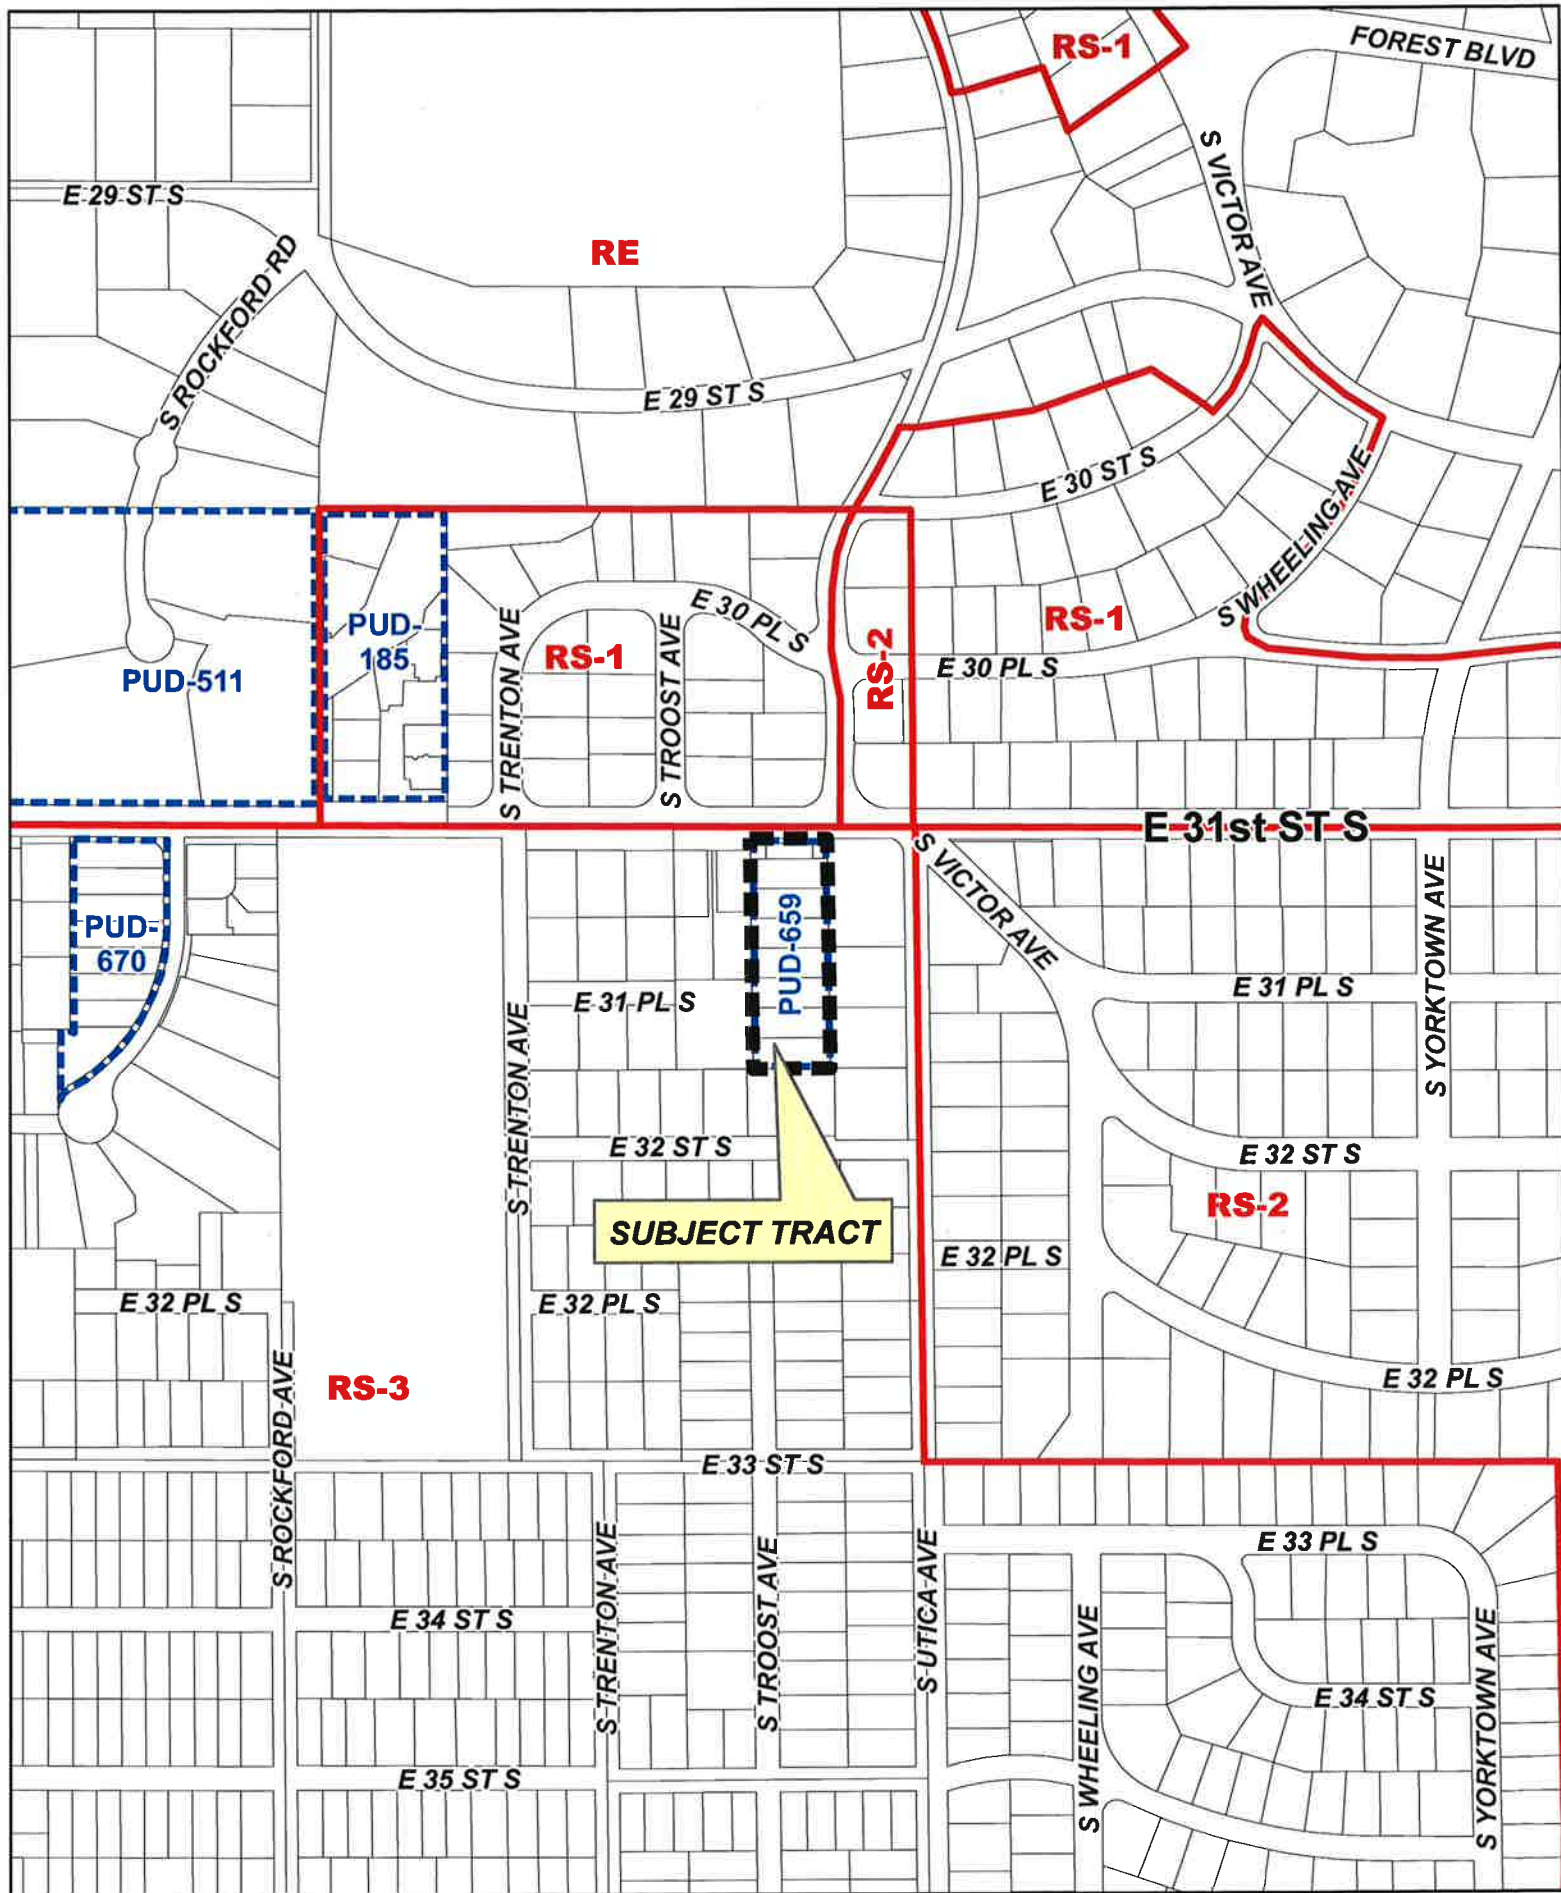 RS-1
FOREST BLVD
S VICTOR AVE
E 29 ST S
RE
S ROCKFORD RD
E 29 ST S
E 30 ST S
S WHEELING AVE
PUD-
185
E 30 PL S
RS-1
RS-1
RS-2
S TRENTON AVE
S TROOST AVE
E 30 PL S
PUD-511
E 31st ST S
S VICTOR AVE
PUD-
670
PUD-659
S YORKTOWN AVE
E 31 PL S
E 31 PL S
S TRENTON AVE
E 32 ST S
E 32 ST S
RS-2
SUBJECT TRACT
E 32 PL S
E 32 PL S
E 32 PL S
E 32 PL S
RS-3
S ROCKFORD AVE
E 33 ST S
E 33 PL S
S TRENTON AVE
S TROOST AVE
S UTICA AVE
E 34 ST S
S WHEELING AVE
S YORKTOWN AVE
E 34 ST S
E 35 ST S